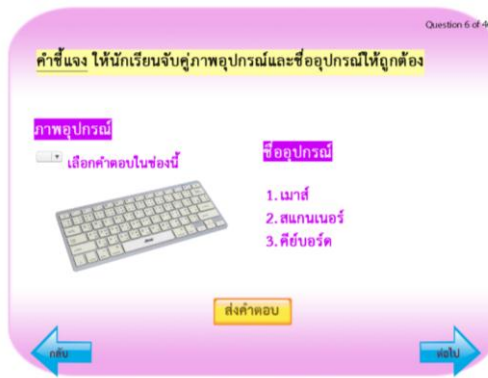 Question 6 of 4
คำชี้แจง ให้นักเรียนจับคู่ภาพอุปกรณ์และชื่ออุปกรณ์ให้ถูกต้อง
ภาพอุปกรณ์
เลือกคำตอบในช่องนี้
ชื่ออุปกรณ์
1. เมาส์
2. สแกนเนอร์
3. คีย์บอร์ด
ส่งคำตอบ
กลับ
ต่อไป